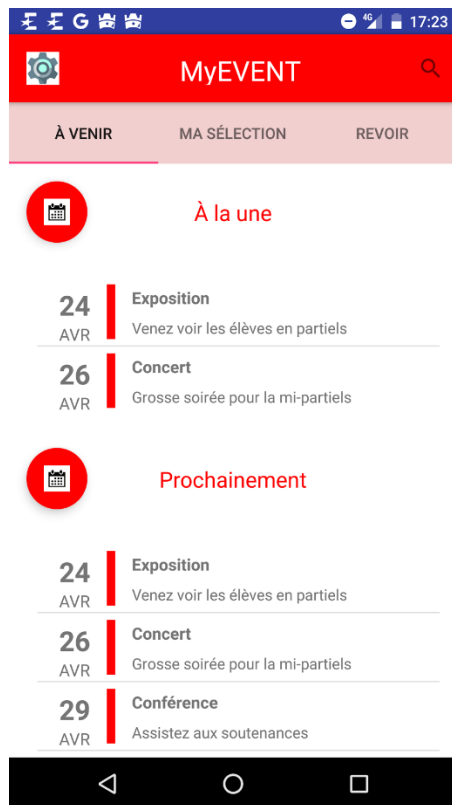 4G 17:23
MyEVENT
À VENIR MA SÉLECTION REVOIR
À la une
24 Exposition
AVR Venez voir les élèves en partiels
26 Concert
AVR Grosse soirée pour la mi-partiels
Prochainement
24 Exposition
AVR Venez voir les élèves en partiels
26 Concert
AVR Grosse soirée pour la mi-partiels
29 Conférence
AVR Assistez aux soutenances